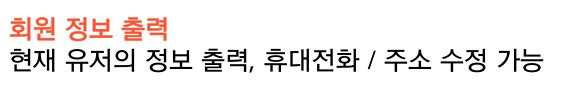 회원 정보 출력
현재 유저의 정보 출력, 휴대전화 / 주소 수정 가능